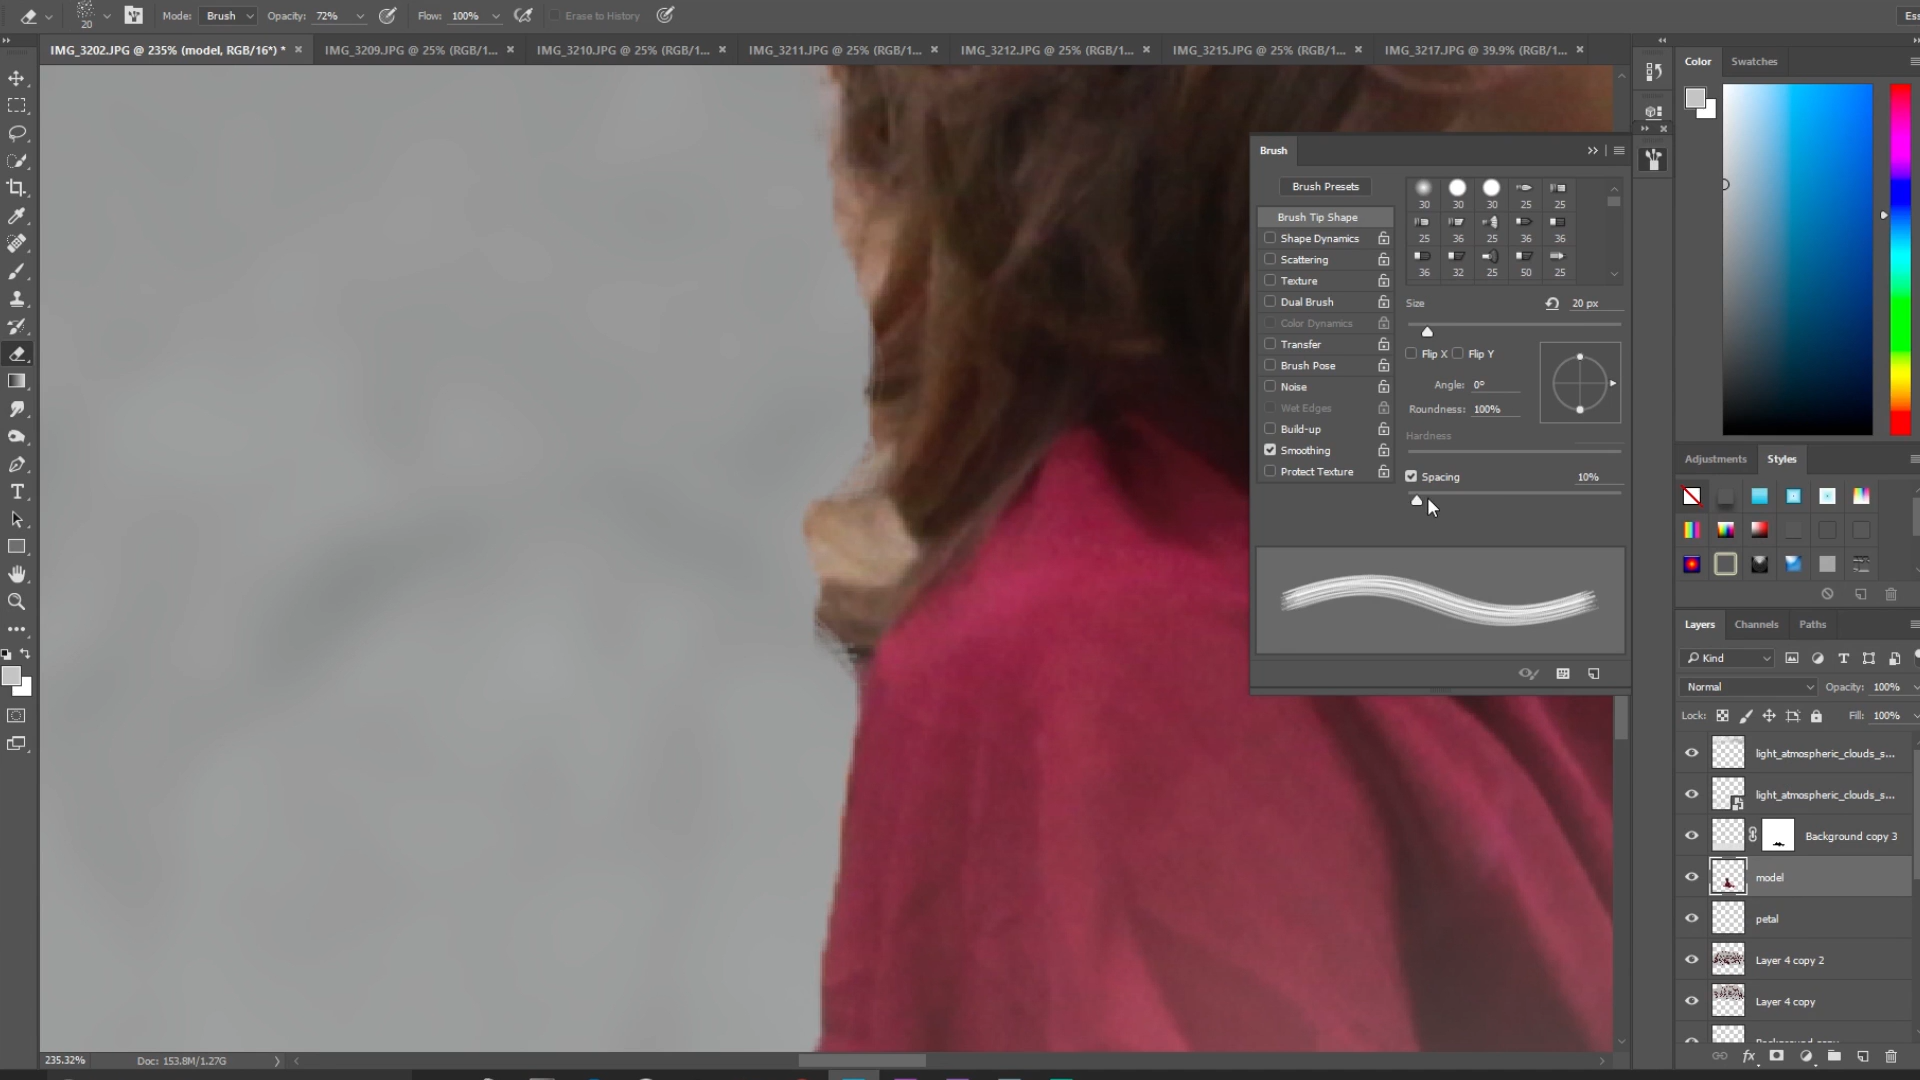 20 Mode: Brush Opacity: 72% Flow: 100% Erase to History Ess
IMG_3202.JPG @ 235% (model, RGB/16*) * IMG_3209.JPG @ 25% (RGB/1... IMG_3210.JPG @ 25% (RGB/1... IMG_3211.JPG @ 25% (RGB/1... IMG_3212.JPG @ 25% (RGB/1... IMG_3215.JPG @ 25% (RGB/1... IMG_3217.JPG @ 39.9% (RGB/1...
Color Swatches
Brush
Brush Presets
30 30 30 25 25
Brush Tip Shape
Shape Dynamics
25 36 25 36 36
Scattering
36 32 25 50 25
Texture
Dual Brush
Size 20 px
Color Dynamics
Transfer
Flip X Flip Y
Brush Pose
Noise
Angle: 0°
Wet Edges
Roundness: 100%
Build-up
Hardness
Smoothing
Protect Texture
Spacing 10%
Adjustments Styles
Layers Channels Paths
Kind
Normal Opacity: 100%
Lock: Fill: 100%
light_atmospheric_clouds_s...
light_atmospheric_clouds_s...
Background copy 3
model
petal
Layer 4 copy 2
Layer 4 copy
Background copy
fx
235.32% Doc: 153.8M/1.27G